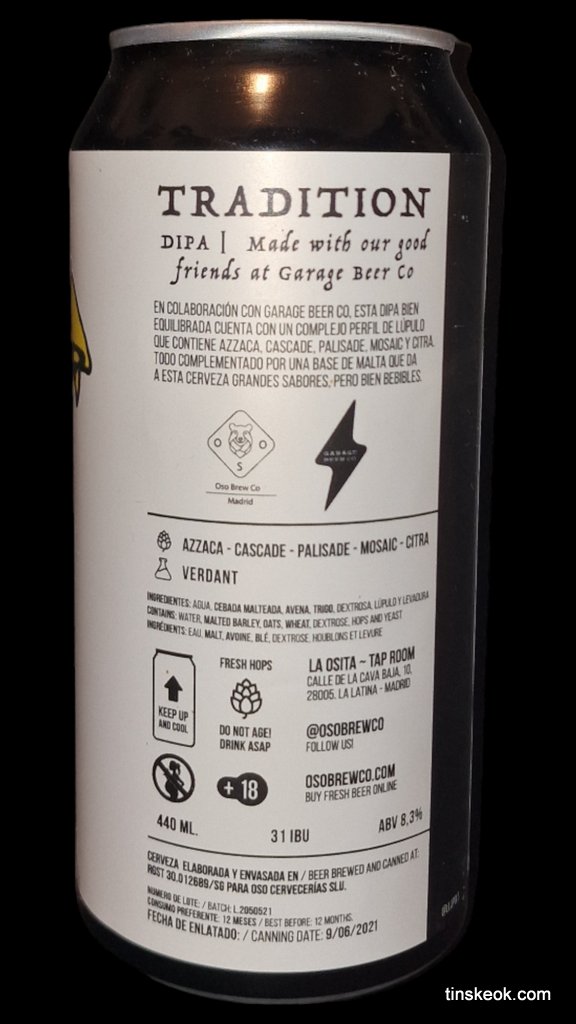 TRADITION
DIPA | Made with our good
friends at Garage Beer Co
EN COLABORACIÓN CON GARAGE BEER CO, ESTA DIPA BIEN
EQUILIBRADA CUENTA CON UN COMPLEJO PERFIL DE LÚPULO
QUE CONTIENE AZZACA, CASCADE, PALISADE, MOSAIC Y CITRA.
TODO COMPLEMENTADO POR UNA BASE DE MALTA QUE DA
A ESTA CERVEZA GRANDES SABORES, PERO BIEN BEBIBLES.
O O
S
Oso Brew Co
Madrid
GARAGE
BEER CO
AZZACA - CASCADE - PALISADE - MOSAIC - CITRA
VERDANT
INGREDIENTES: AGUA, CEBADA MALTEADA, AVENA, TRIGO, DEXTROSA, LÚPULO Y LEVADURA
CONTAINS: WATER, MALTED BARLEY, OATS, WHEAT, DEXTROSE, HOPS AND YEAST
INGRÉDIENTS: EAU, MALT, AVOINE, BLÉ, DEXTROSE, HOUBLONS ET LEVURE
KEEP UP
AND COOL
FRESH HOPS
DO NOT AGE!
DRINK ASAP
LA OSITA ~ TAP ROOM
CALLE DE LA CAVA BAJA, 10,
28005. LA LATINA - MADRID
@OSOBREWCO
FOLLOW US!
+18
OSOBREWCO.COM
BUY FRESH BEER ONLINE
440 ML.
31 IBU
ABV 8,3%
CERVEZA ELABORADA Y ENVASADA EN / BEER BREWED AND CANNED AT:
RGST 30.012689/SG PARA OSO CERVECERÍAS SLU.
NÚMERO DE LOTE: / BATCH: L.2050521
CONSUMO PREFERENTE: 12 MESES / BEST BEFORE: 12 MONTHS.
FECHA DE ENLATADO: / CANNING DATE: 9/06/2021
tinskeok.com